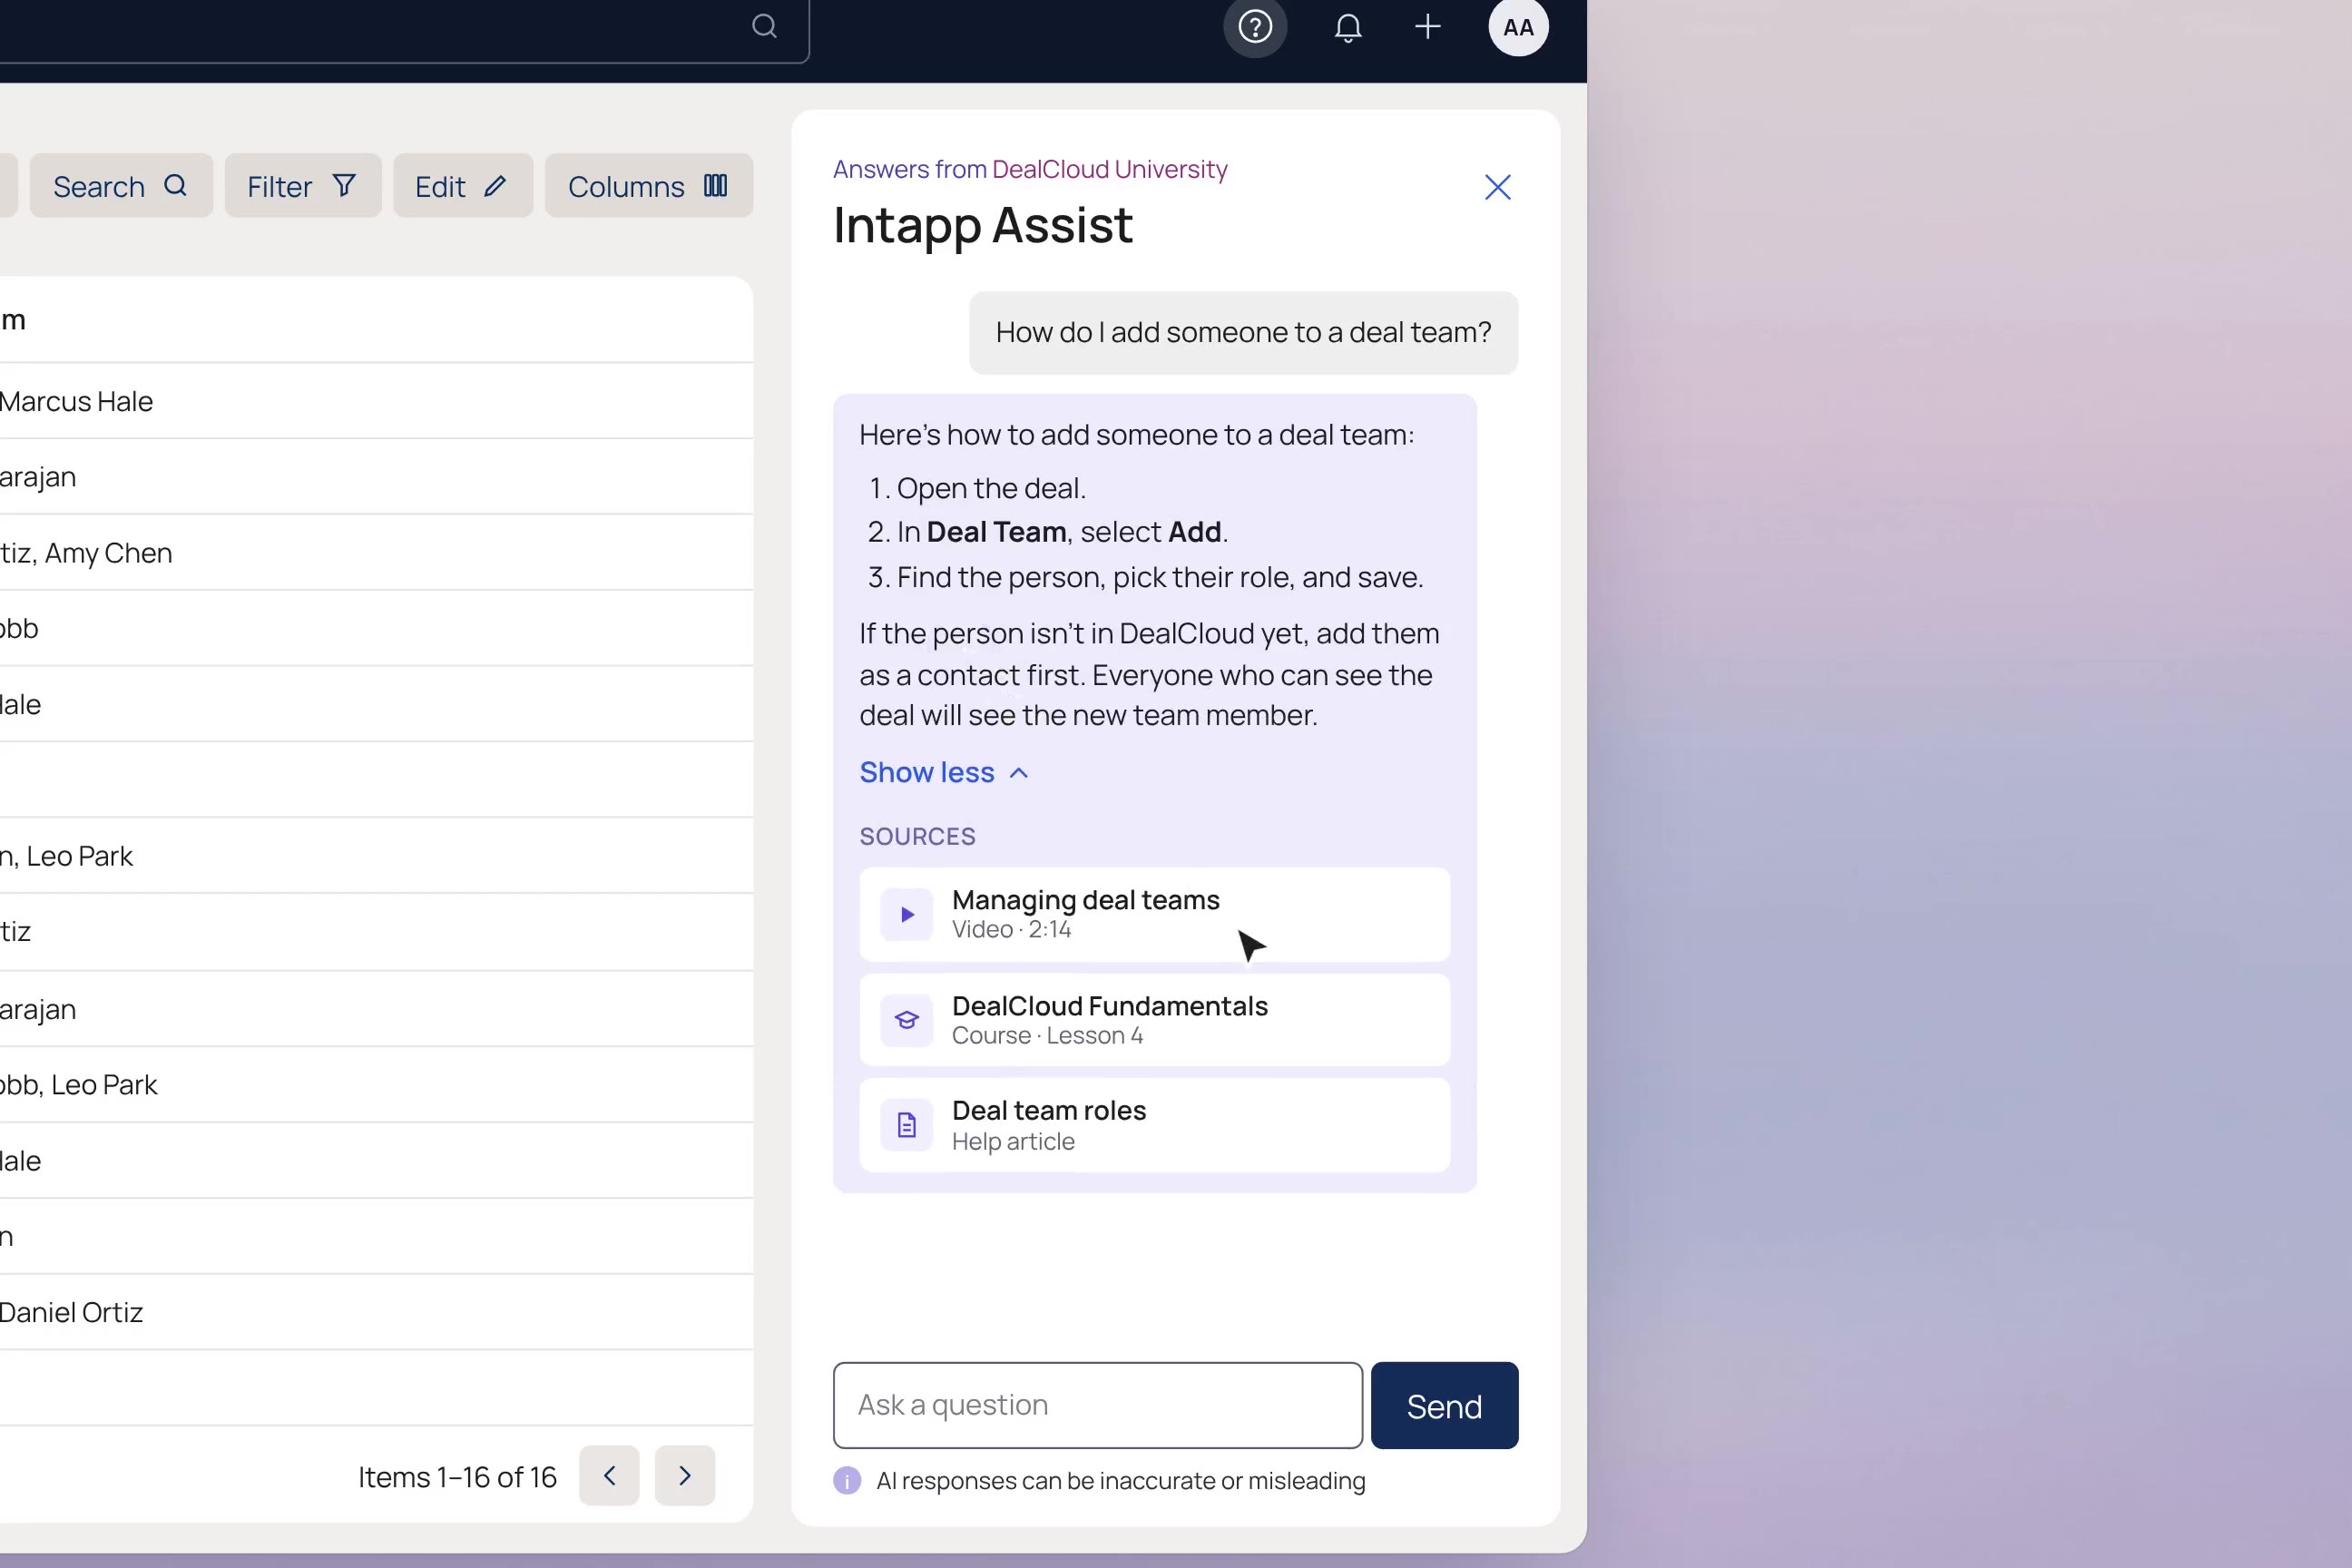 AA
Search
Filter
Edit
Columns
m
Marcus Hale
arajan
tiz, Amy Chen
obb
Hale
n, Leo Park
tiz
arajan
obb, Leo Park
Hale
n
Daniel Ortiz
Items 1–16 of 16
Answers from DealCloud University
Intapp Assist
How do I add someone to a deal team?
Here’s how to add someone to a deal team:
1. Open the deal.
2. In Deal Team, select Add.
3. Find the person, pick their role, and save.
If the person isn’t in DealCloud yet, add them
as a contact first. Everyone who can see the
deal will see the new team member.
Show less
SOURCES
Managing deal teams
Video · 2:14
DealCloud Fundamentals
Course · Lesson 4
Deal team roles
Help article
Ask a question
Send
AI responses can be inaccurate or misleading